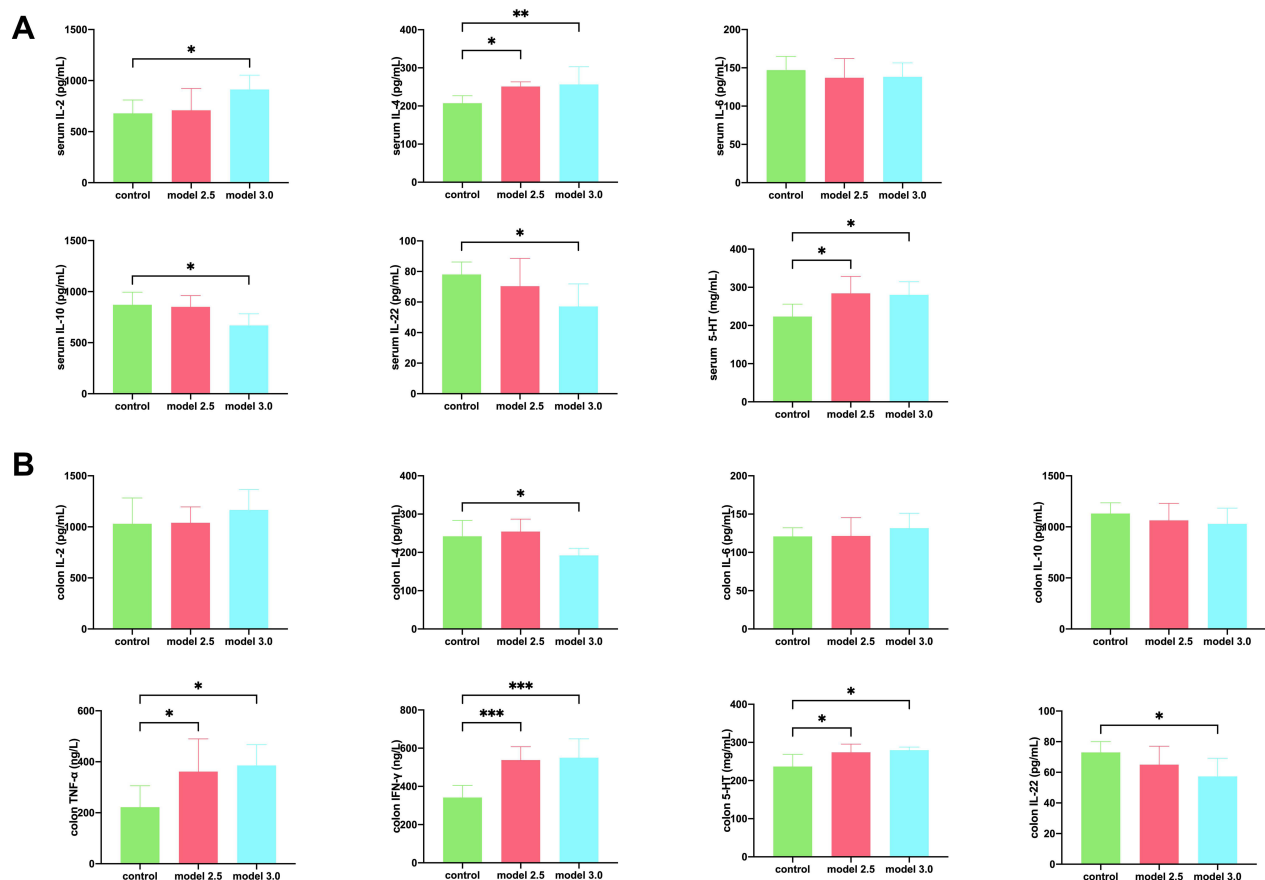 A
serum IL-2 (pg/mL)
1500
1000
500
0
*
control model 2.5 model 3.0
serum IL-4 (pg/mL)
400
300
200
100
0
**
*
control model 2.5 model 3.0
serum IL-6 (pg/mL)
200
150
100
50
0
control model 2.5 model 3.0
serum IL-10 (pg/mL)
1500
1000
500
0
*
control model 2.5 model 3.0
serum IL-22 (pg/mL)
100
80
60
40
20
0
*
control model 2.5 model 3.0
serum 5-HT (mg/mL)
400
300
200
100
0
*
*
control model 2.5 model 3.0
B
colon IL-2 (pg/mL)
1500
1000
500
0
control model 2.5 model 3.0
colon IL-4 (pg/mL)
400
300
200
100
0
*
control model 2.5 model 3.0
colon IL-6 (pg/mL)
200
150
100
50
0
control model 2.5 model 3.0
colon IL-10 (pg/mL)
1500
1000
500
0
control model 2.5 model 3.0
colon TNF-α (ng/L)
600
400
200
0
*
*
control model 2.5 model 3.0
colon IFN-γ (ng/L)
800
600
400
200
0
***
***
control model 2.5 model 3.0
colon 5-HT (mg/mL)
400
300
200
100
0
*
*
control model 2.5 model 3.0
colon IL-22 (pg/mL)
100
80
60
40
20
0
*
control model 2.5 model 3.0